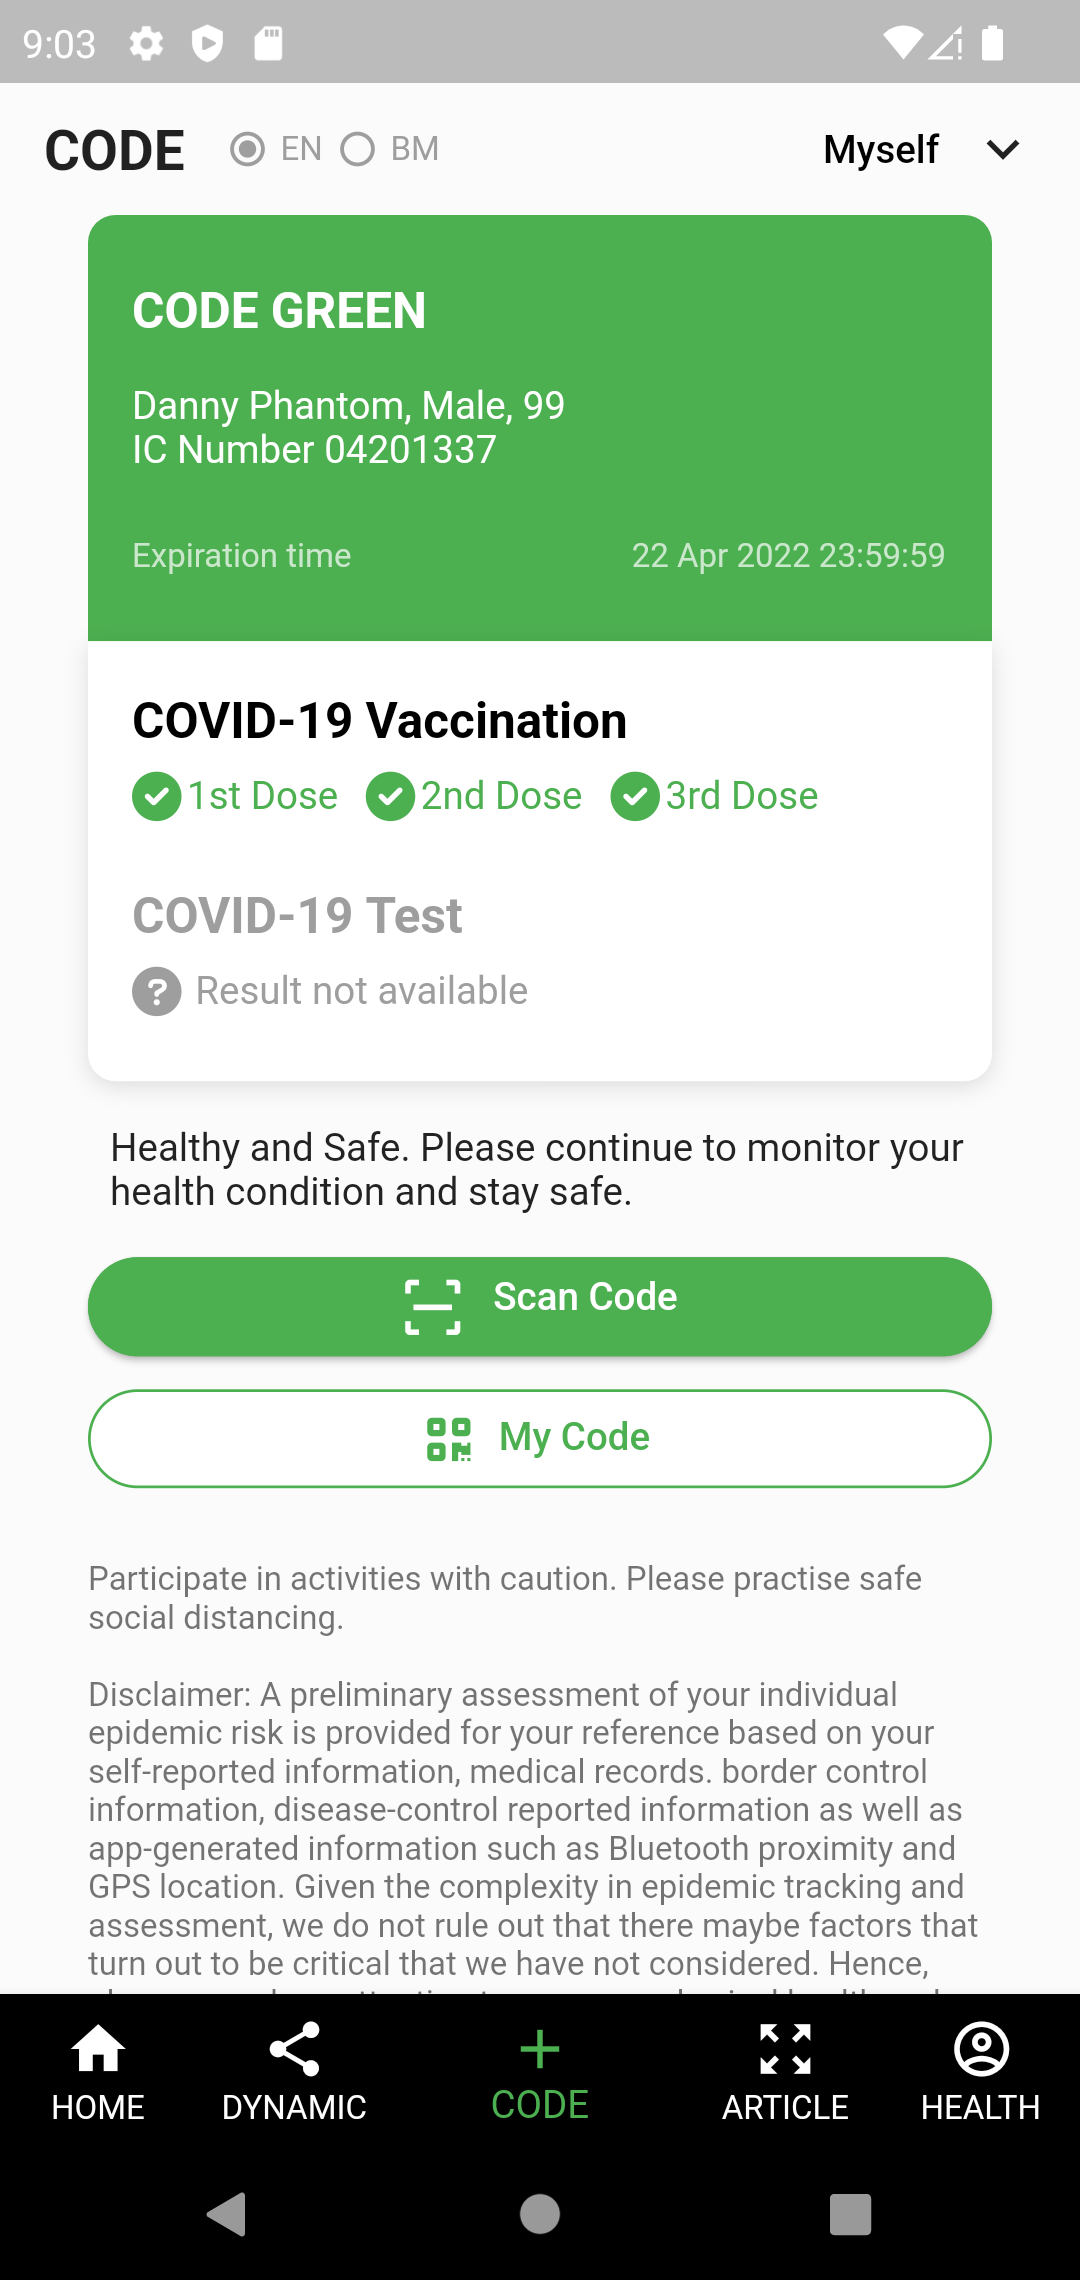 9:03
CODE EN BM Myself
CODE GREEN
Danny Phantom, Male, 99
IC Number 04201337
Expiration time 22 Apr 2022 23:59:59
COVID-19 Vaccination
1st Dose 2nd Dose 3rd Dose
COVID-19 Test
? Result not available
Healthy and Safe. Please continue to monitor your
health condition and stay safe.
Scan Code
My Code
Participate in activities with caution. Please practise safe
social distancing.
Disclaimer: A preliminary assessment of your individual
epidemic risk is provided for your reference based on your
self-reported information, medical records. border control
information, disease-control reported information as well as
app-generated information such as Bluetooth proximity and
GPS location. Given the complexity in epidemic tracking and
assessment, we do not rule out that there maybe factors that
turn out to be critical that we have not considered. Hence,
HOME DYNAMIC CODE ARTICLE HEALTH